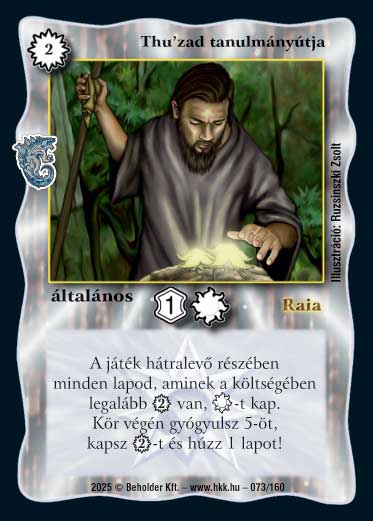 2
Thu'zad tanulmányútja
Illusztráció: Ruzsinszki Zsolt
általános
1
Raia
A játék hátralevő részében
minden lapod, aminek a költségében
legalább 2 van, -t kap.
Kör végén gyógyulsz 5-öt,
kapsz 2-t és húzz 1 lapot!
2025 © Beholder Kft. – www.hkk.hu – 073/160